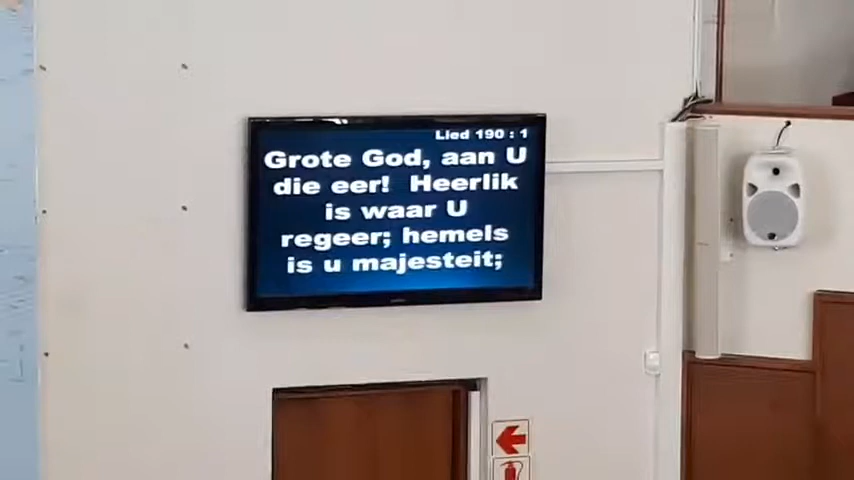 Lied 190 : 1
Grote God, aan U
die eer! Heerlik
is waar U
regeer; hemels
is u majesteit;